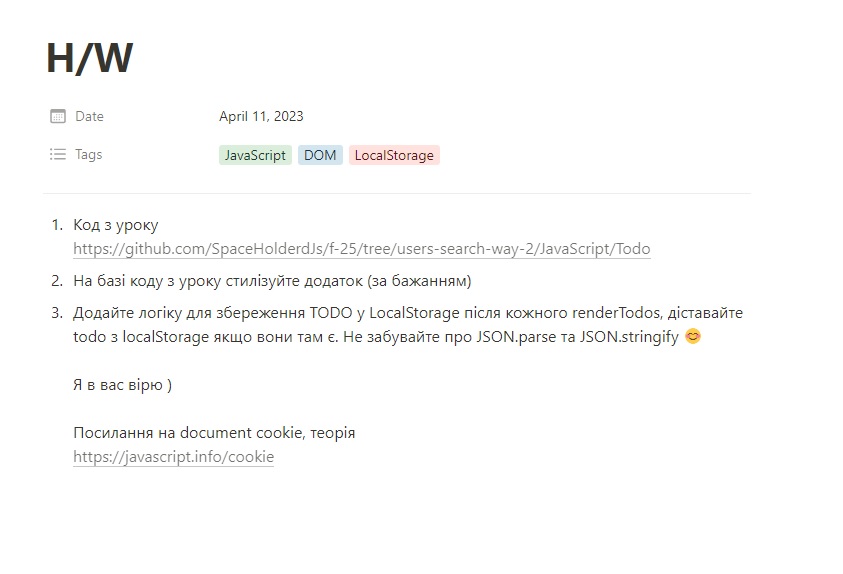 H/W
Date April 11, 2023
Tags JavaScript DOM LocalStorage
1. Код з уроку
https://github.com/SpaceHolderdJs/f-25/tree/users-search-way-2/JavaScript/Todo
2. На базі коду з уроку стилізуйте додаток (за бажанням)
3. Додайте логіку для збереження TODO у LocalStorage після кожного renderTodos, діставайте
todo з localStorage якщо вони там є. Не забувайте про JSON.parse та JSON.stringify 😊
Я в вас вірю )
Посилання на document cookie, теорія
https://javascript.info/cookie